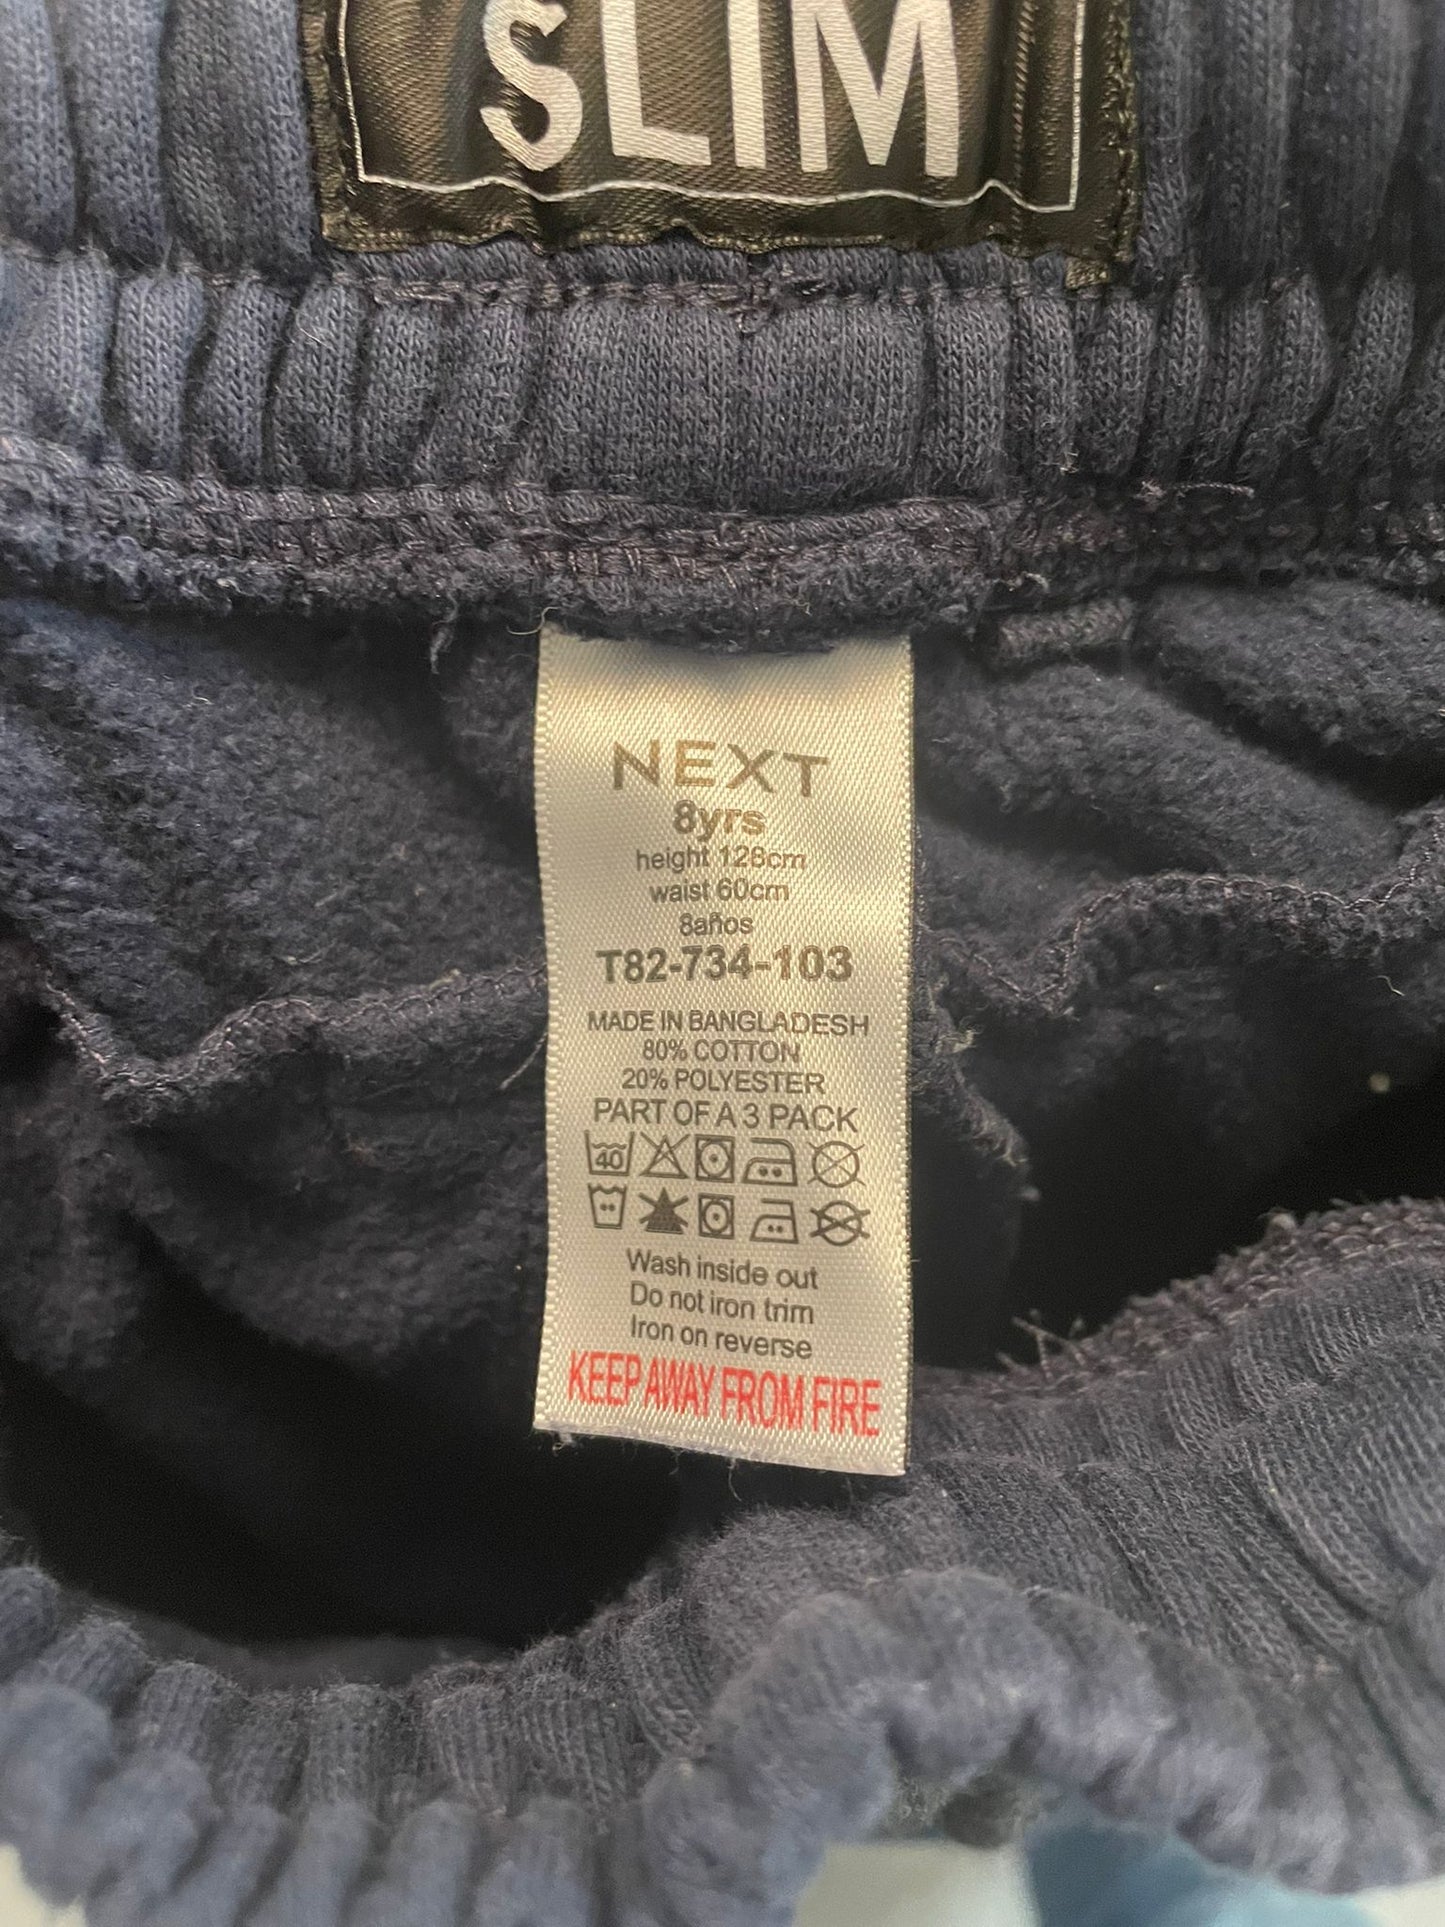 SLIM
NEXT
8yrs
height 128cm
waist 60cm
8años
T82-734-103
MADE IN BANGLADESH
80% COTTON
20% POLYESTER
PART OF A 3 PACK
40
Wash inside out
Do not iron trim
Iron on reverse
KEEP AWAY FROM FIRE